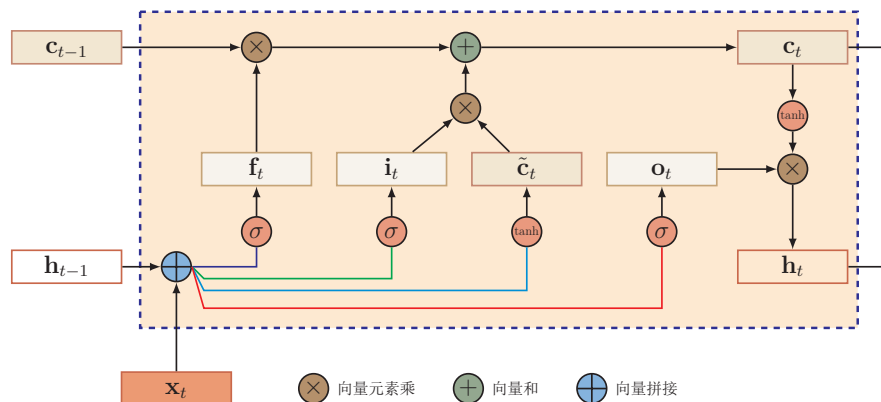 c_{t−1}
×
+
c_t
tanh
×
f_t
i_t
c̃_t
o_t
×
σ
σ
tanh
σ
h_{t−1}
h_t
x_t
× 向量元素乘
+ 向量和
向量拼接